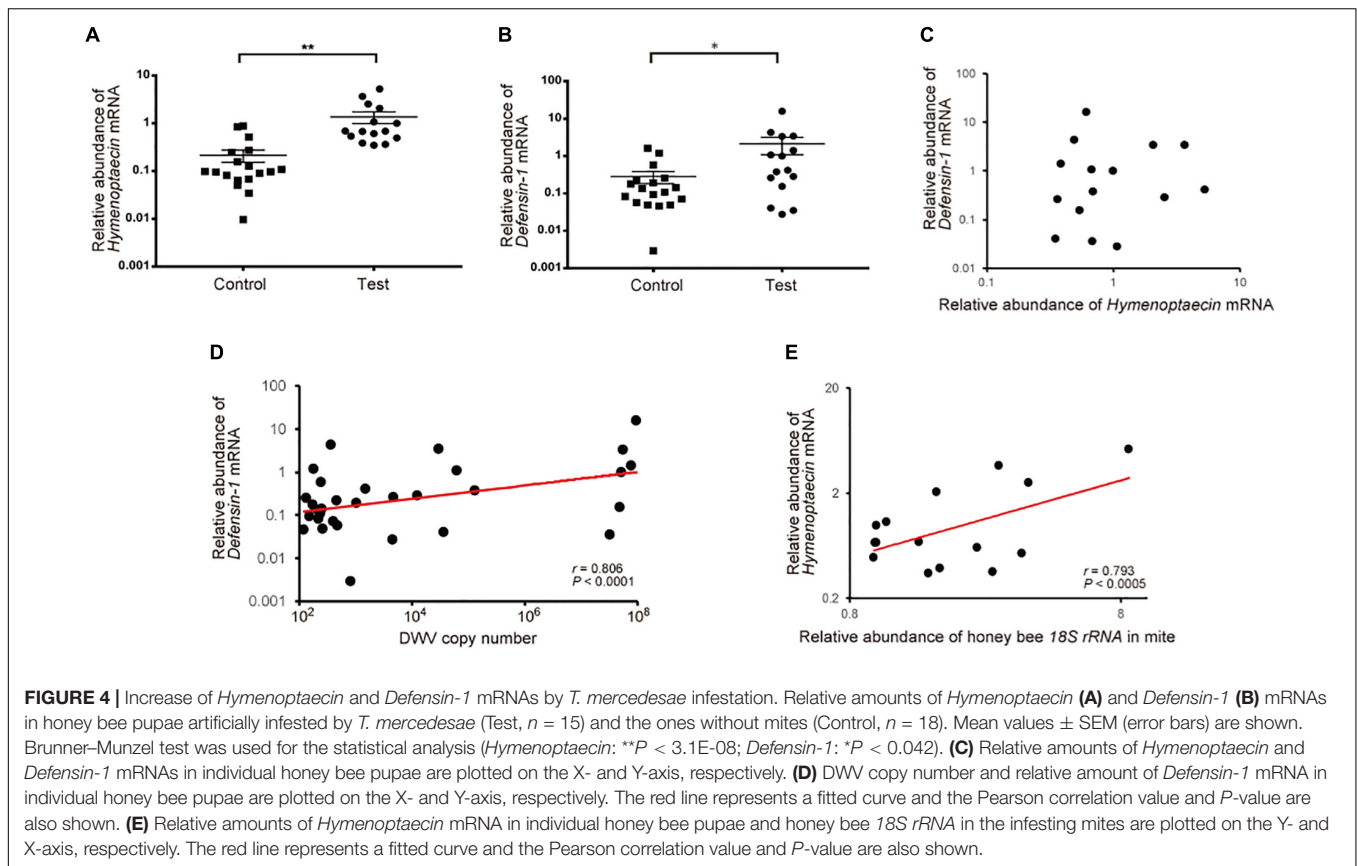 A
**
Relative abundance of
Hymenoptaecin mRNA
10
1
0.1
0.01
0.001
Control
Test
B
*
Relative abundance of
Defensin-1 mRNA
100
10
1
0.1
0.01
0.001
Control
Test
C
Relative abundance of
Defensin-1 mRNA
100
10
1
0.1
0.01
0.1
1
10
Relative abundance of Hymenoptaecin mRNA
D
Relative abundance of
Defensin-1 mRNA
100
10
1
0.1
0.01
0.001
r = 0.806
P < 0.0001
10² 10⁴ 10⁶ 10⁸
DWV copy number
E
Relative abundance of
Hymenoptaecin mRNA
20
2
0.2
r = 0.793
P < 0.0005
0.8
8
Relative abundance of honey bee 18S rRNA in mite
FIGURE 4 | Increase of Hymenoptaecin and Defensin-1 mRNAs by T. mercedesae infestation. Relative amounts of Hymenoptaecin (A) and Defensin-1 (B) mRNAs
in honey bee pupae artificially infested by T. mercedesae (Test, n = 15) and the ones without mites (Control, n = 18). Mean values ± SEM (error bars) are shown.
Brunner–Munzel test was used for the statistical analysis (Hymenoptaecin: **P < 3.1E-08; Defensin-1: *P < 0.042). (C) Relative amounts of Hymenoptaecin and
Defensin-1 mRNAs in individual honey bee pupae are plotted on the X- and Y-axis, respectively. (D) DWV copy number and relative amount of Defensin-1 mRNA in
individual honey bee pupae are plotted on the X- and Y-axis, respectively. The red line represents a fitted curve and the Pearson correlation value and P-value are
also shown. (E) Relative amounts of Hymenoptaecin mRNA in individual honey bee pupae and honey bee 18S rRNA in the infesting mites are plotted on the Y- and
X-axis, respectively. The red line represents a fitted curve and the Pearson correlation value and P-value are also shown.